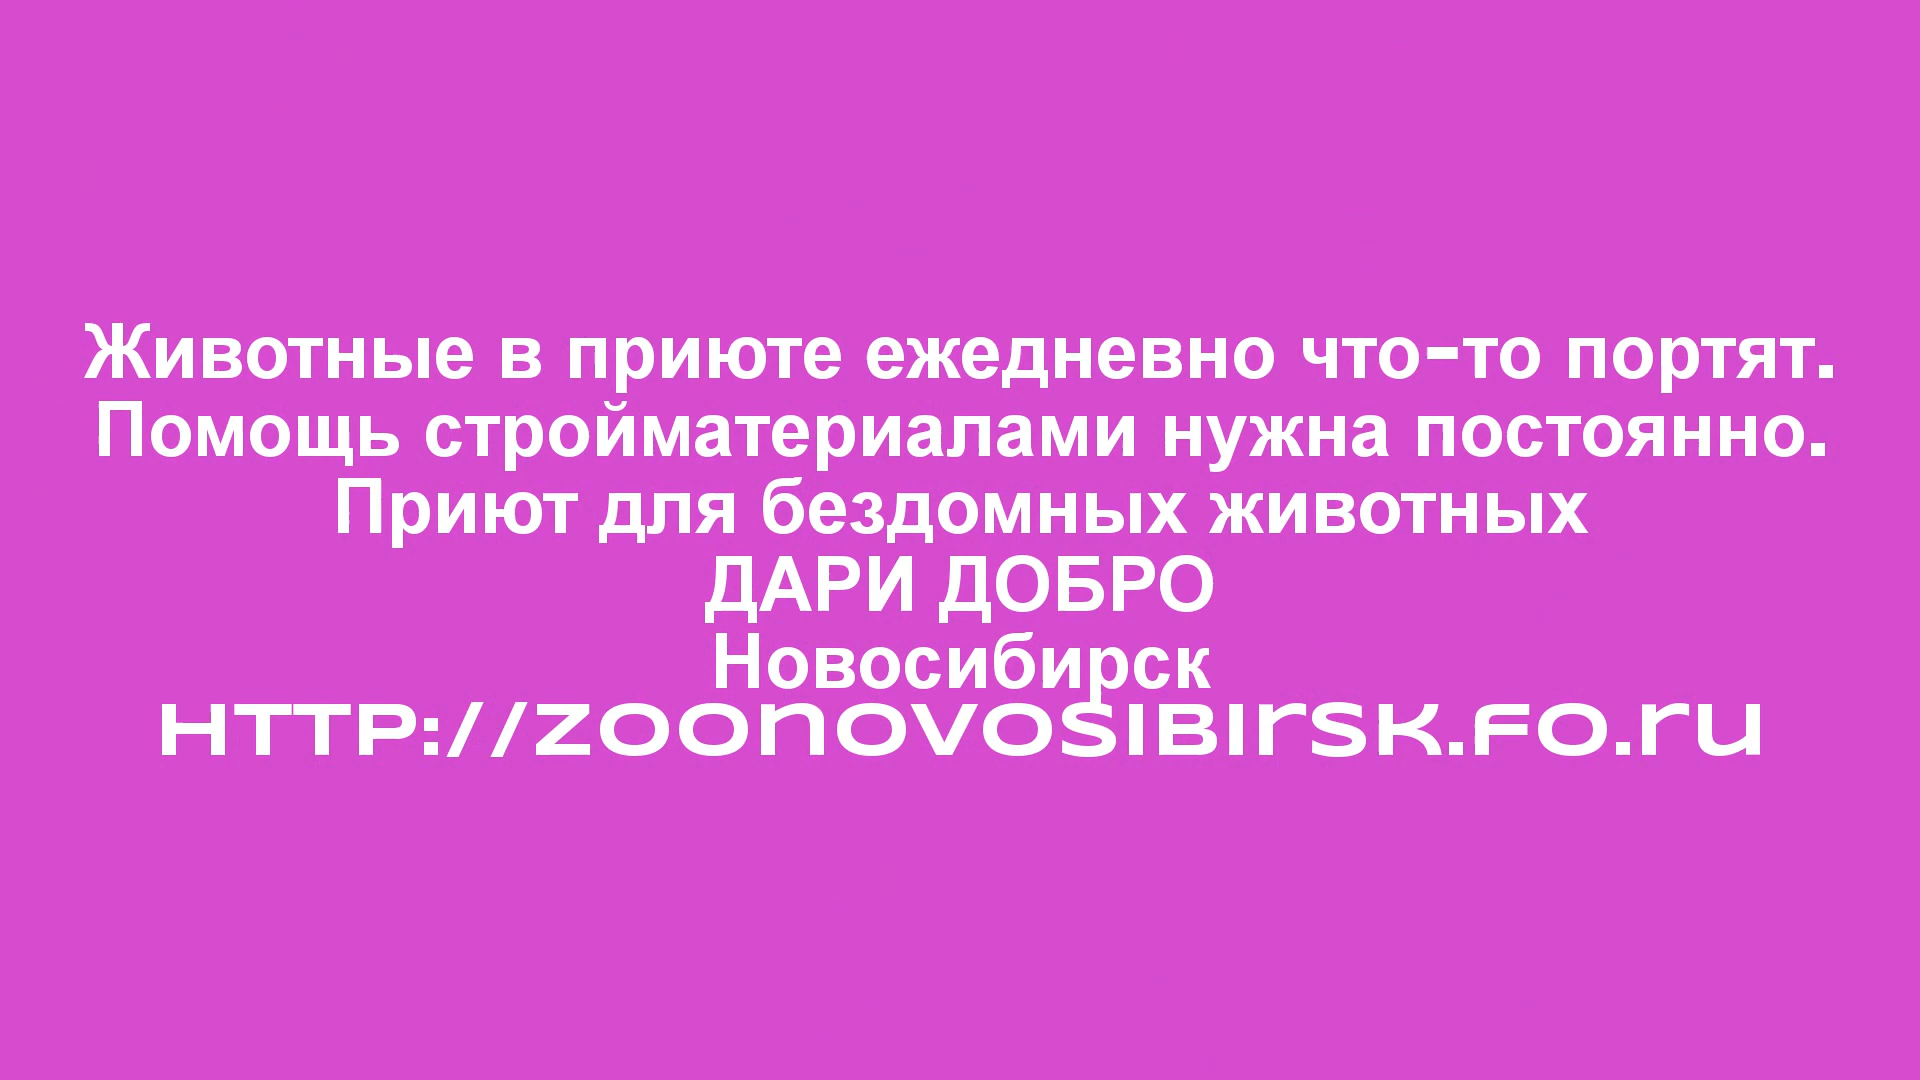 Животные в приюте ежедневно что-то портят.
Помощь стройматериалами нужна постоянно.
Приют для бездомных животных
ДАРИ ДОБРО
Новосибирск
HTTP://ZOONOVOSIBIRSK.FO.RU